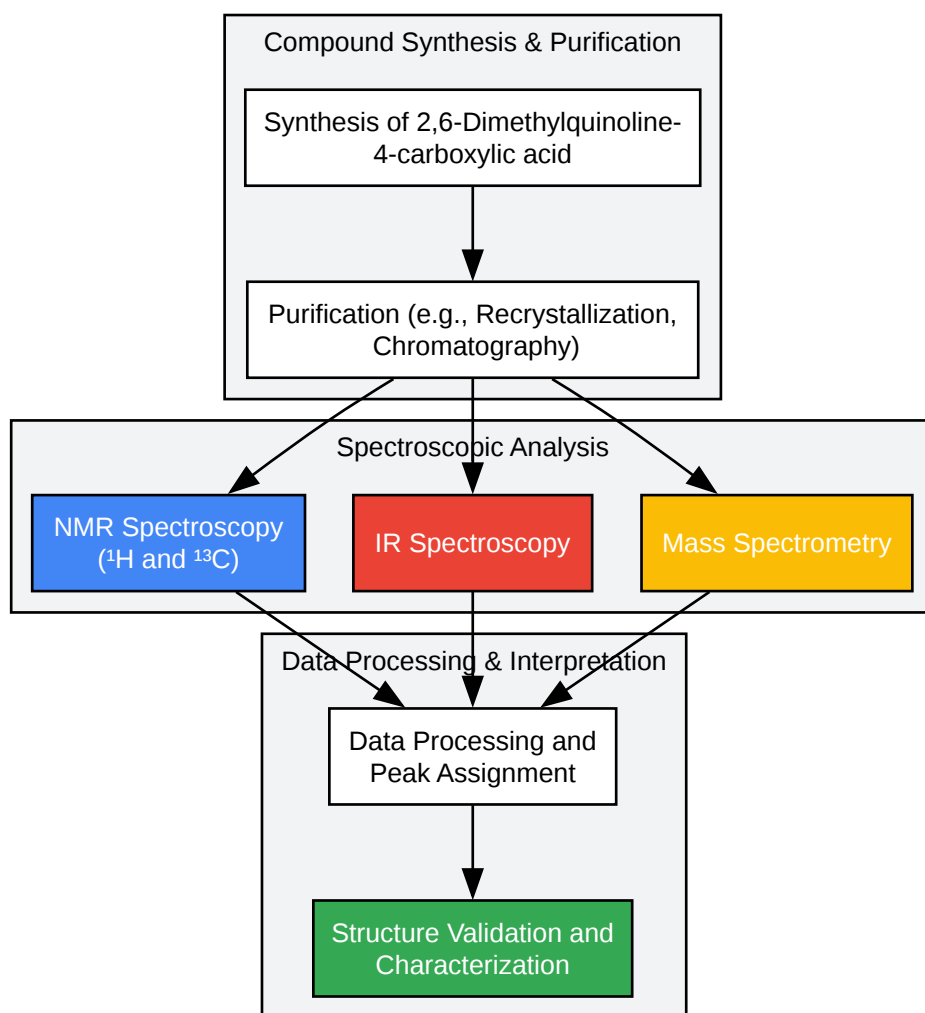 Compound Synthesis & Purification
Synthesis of 2,6-Dimethylquinoline-
4-carboxylic acid
Purification (e.g., Recrystallization,
Chromatography)
Spectroscopic Analysis
NMR Spectroscopy
(¹H and ¹³C)
IR Spectroscopy
Mass Spectrometry
Data Processing & Interpretation
Data Processing and
Peak Assignment
Structure Validation and
Characterization